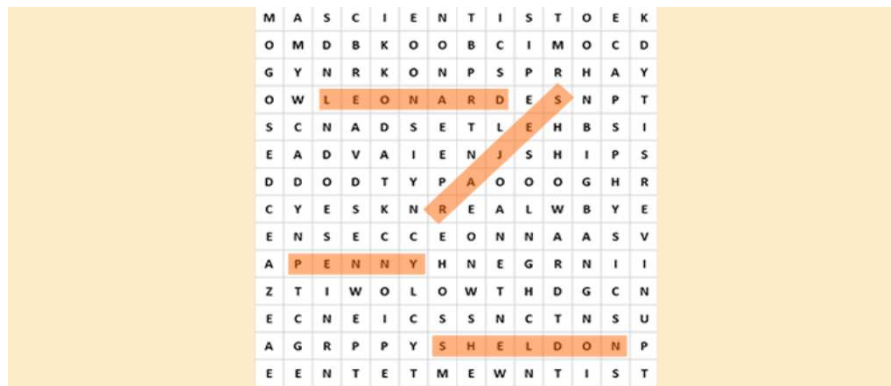 M A S C I E N T I S T O E K
O M D B K O O B C I M O C D
G Y N R K O N P S P R H A Y
O W L E O N A R D E S N P T
S C N A D S E T L E H B S I
E A D V A I E N J S H I P S
D D O D T Y P A O O O G H R
C Y E S K N R E A L W B Y E
E N S E C C E O N N A A S V
A P E N N Y H N E G R N I I
Z T I W O L O W T H D G C N
E C N E I C S S N C T N S U
A G R P P Y S H E L D O N P
E E N T E T M E W N T I S T